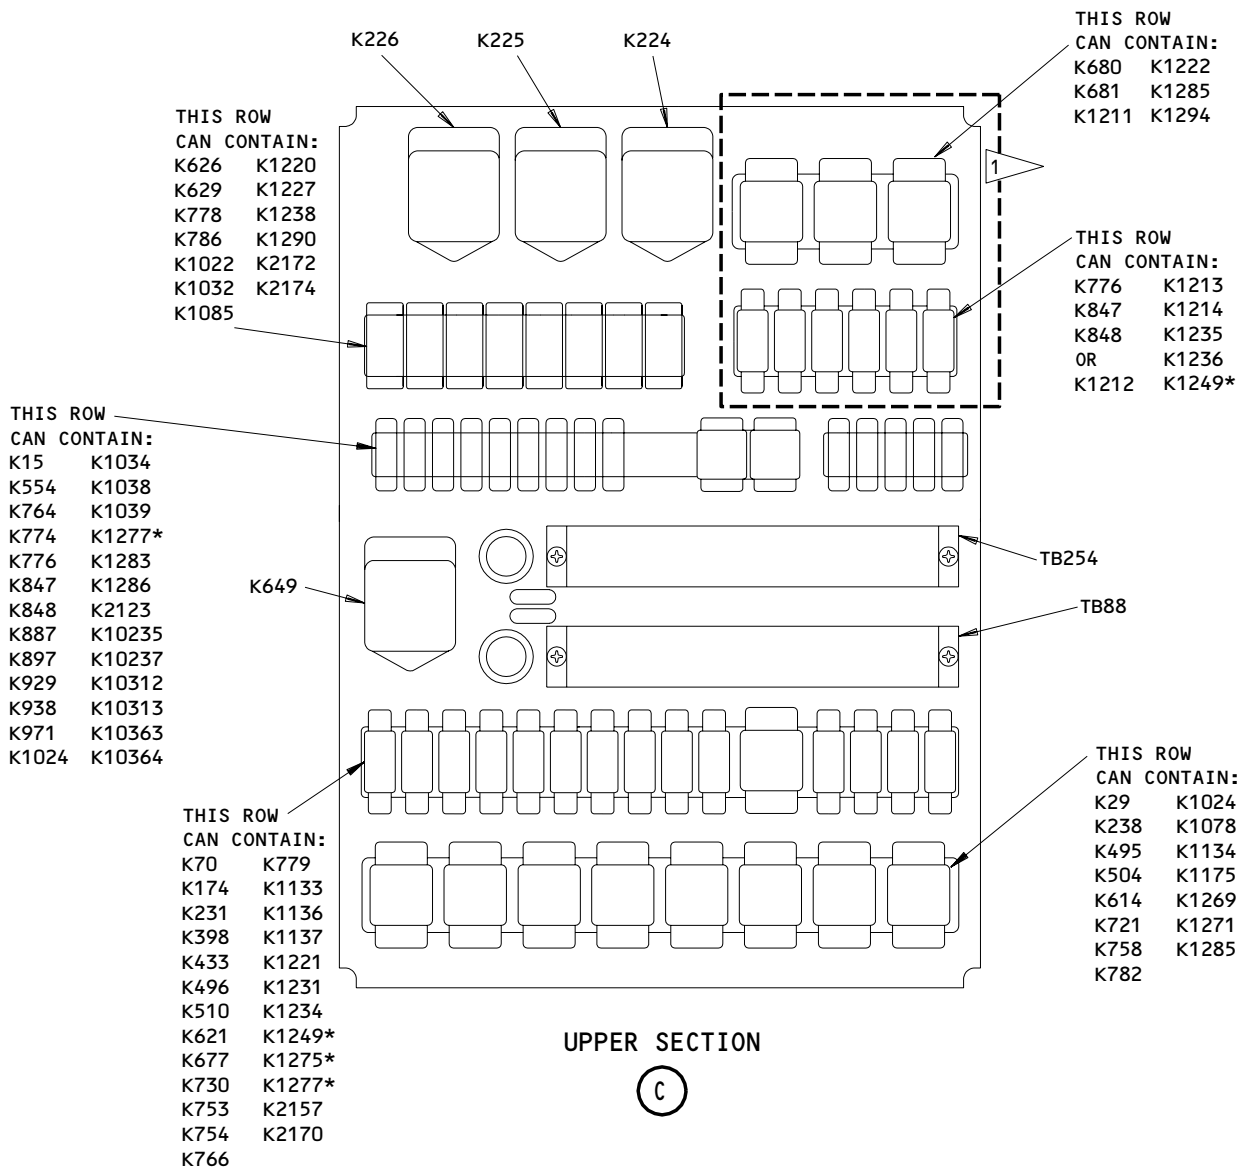 K226
K225
K224
THIS ROW
CAN CONTAIN:
K680 K1222
K681 K1285
K1211 K1294
1
THIS ROW
CAN CONTAIN:
K626 K1220
K629 K1227
K778 K1238
K786 K1290
K1022 K2172
K1032 K2174
K1085
THIS ROW
CAN CONTAIN:
K776 K1213
K847 K1214
K848 K1235
OR K1236
K1212 K1249*
THIS ROW
CAN CONTAIN:
K15 K1034
K554 K1038
K764 K1039
K774 K1277*
K776 K1283
K847 K1286
K848 K2123
K887 K10235
K897 K10237
K929 K10312
K938 K10313
K971 K10363
K1024 K10364
K649
TB254
TB88
THIS ROW
CAN CONTAIN:
K70 K779
K174 K1133
K231 K1136
K398 K1137
K433 K1221
K496 K1231
K510 K1234
K621 K1249*
K677 K1275*
K730 K1277*
K753 K2157
K754 K2170
K766
THIS ROW
CAN CONTAIN:
K29 K1024
K238 K1078
K495 K1134
K504 K1175
K614 K1269
K721 K1271
K758 K1285
K782
UPPER SECTION
C